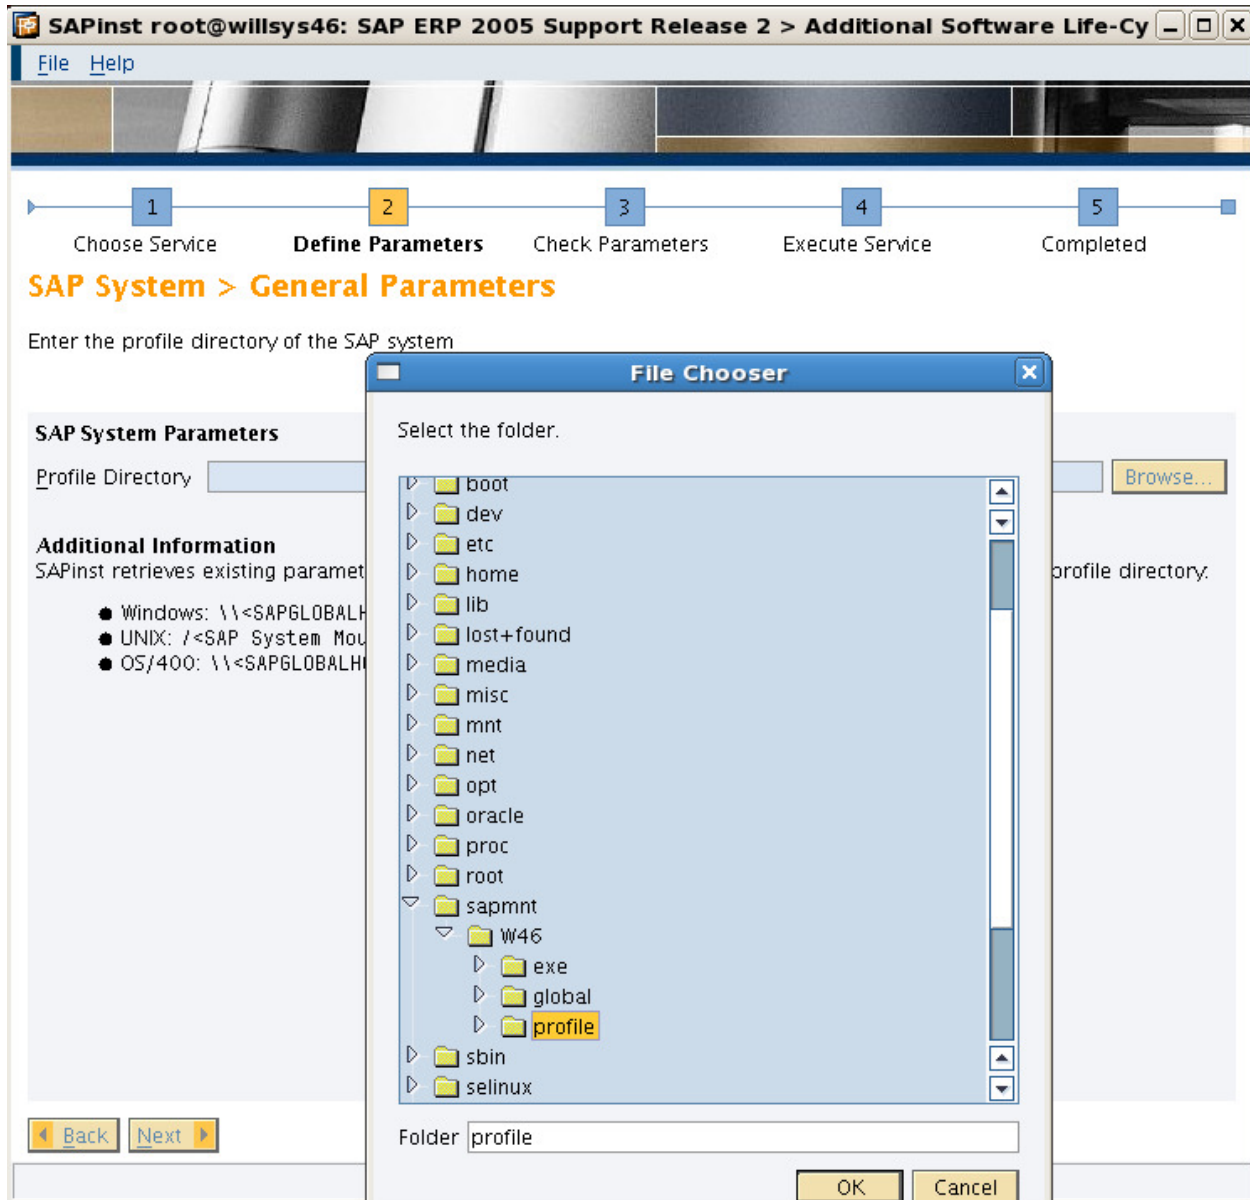 SAPinst root@willsys46: SAP ERP 2005 Support Release 2 > Additional Software Life-Cy
File Help
1 2 3 4 5
Choose Service Define Parameters Check Parameters Execute Service Completed
SAP System > General Parameters
Enter the profile directory of the SAP system
File Chooser
Select the folder.
SAP System Parameters
Profile Directory
Browse...
Additional Information
SAPinst retrieves existing paramet
profile directory.
Windows: \\<SAPGLOBALH
UNIX: /<SAP System Mou
OS/400: \\<SAPGLOBALH
boot
dev
etc
home
lib
lost+found
media
misc
mnt
net
opt
oracle
proc
root
sapmnt
W46
exe
global
profile
sbin
selinux
Folder profile
OK Cancel
Back Next